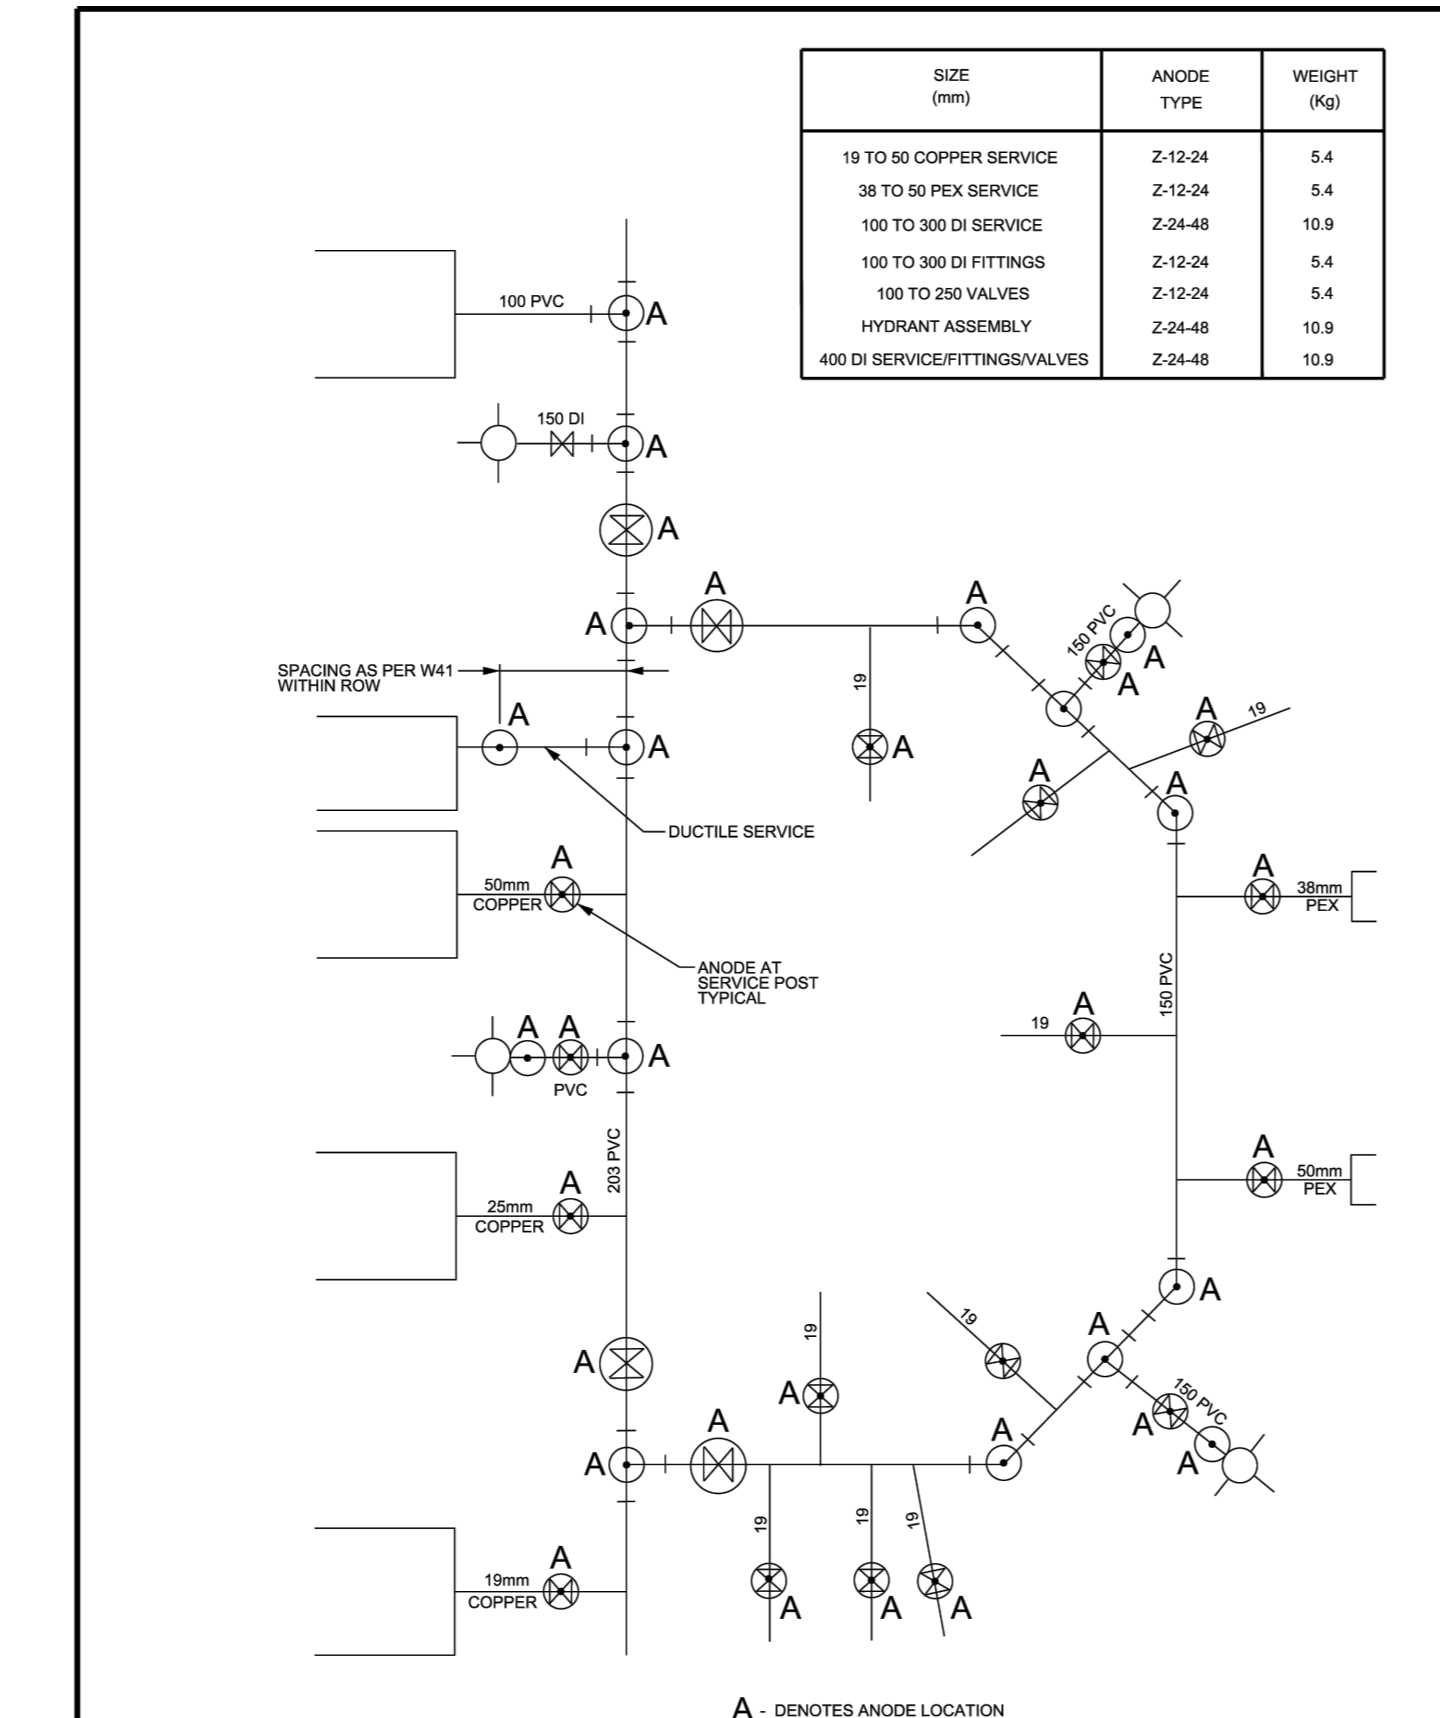 SIZE
(mm)
ANODE
TYPE
WEIGHT
(Kg)
19 TO 50 COPPER SERVICE Z-12-24 5.4
38 TO 50 PEX SERVICE Z-12-24 5.4
100 TO 300 DI SERVICE Z-24-48 10.9
100 TO 300 DI FITTINGS Z-12-24 5.4
100 TO 250 VALVES Z-12-24 5.4
HYDRANT ASSEMBLY Z-24-48 10.9
400 DI SERVICE/FITTINGS/VALVES Z-24-48 10.9
100 PVC
A
150 DI
A
A
A
A
A
150 PVC
A
A
SPACING AS PER W41
WITHIN ROW
19
A
19
A
A
A
A
A
DUCTILE SERVICE
A
50mm
COPPER
A
38mm
PEX
ANODE AT
SERVICE POST
TYPICAL
150 PVC
A
19
A
A
A
PVC
203 PVC
A
50mm
PEX
A
25mm
COPPER
A
19
19
A
A
A
150 PVC
A
A
A
A
A
A
19
19
19
A
19mm
COPPER
A
A
A
A - DENOTES ANODE LOCATION